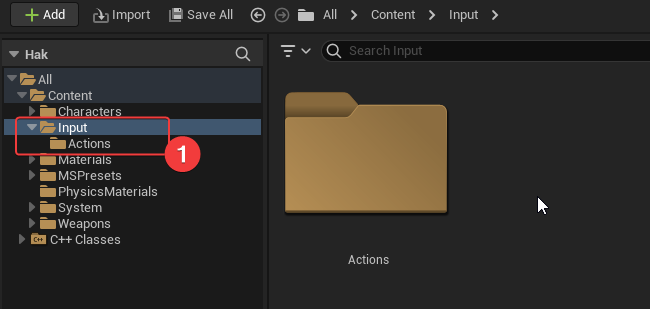 Add Import Save All All Content Input
Hak
Search Input
All
Content
Characters
Input
Actions
1
Materials
MSPresets
PhysicsMaterials
System
Weapons
C++ Classes
Actions